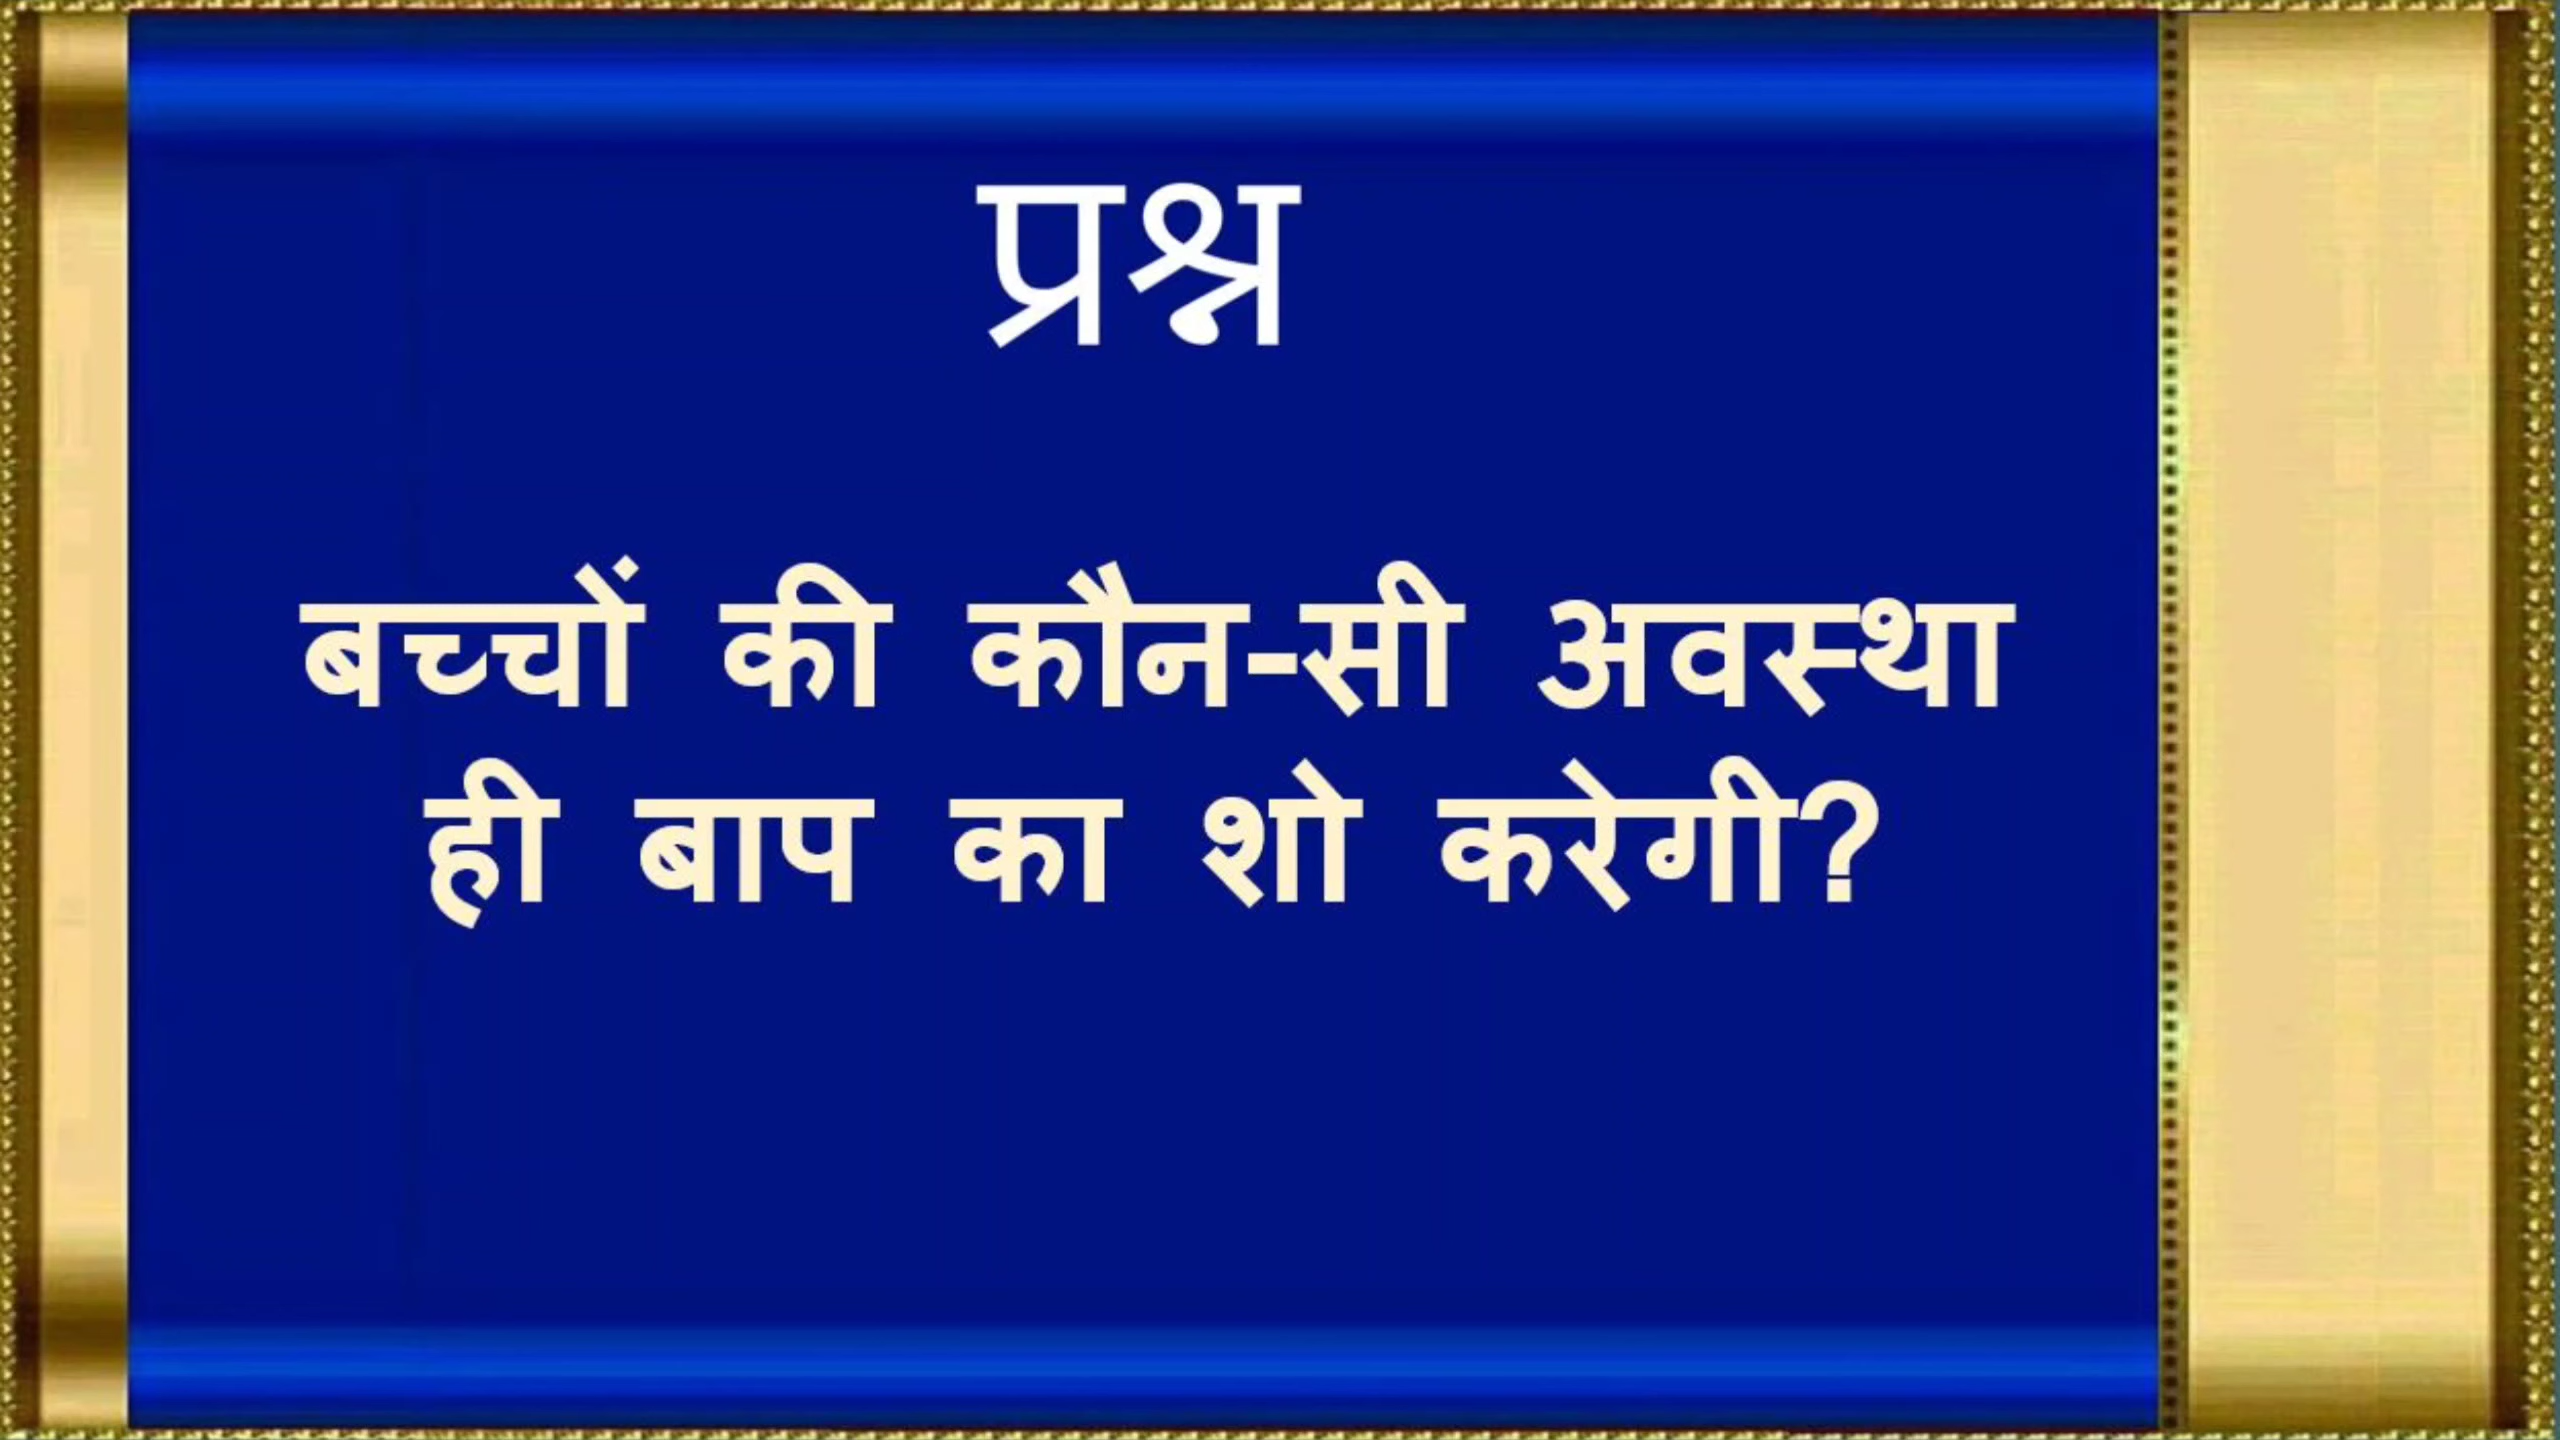 प्रश्न
बच्चों की कौन-सी अवस्था
ही बाप का शो करेगी?